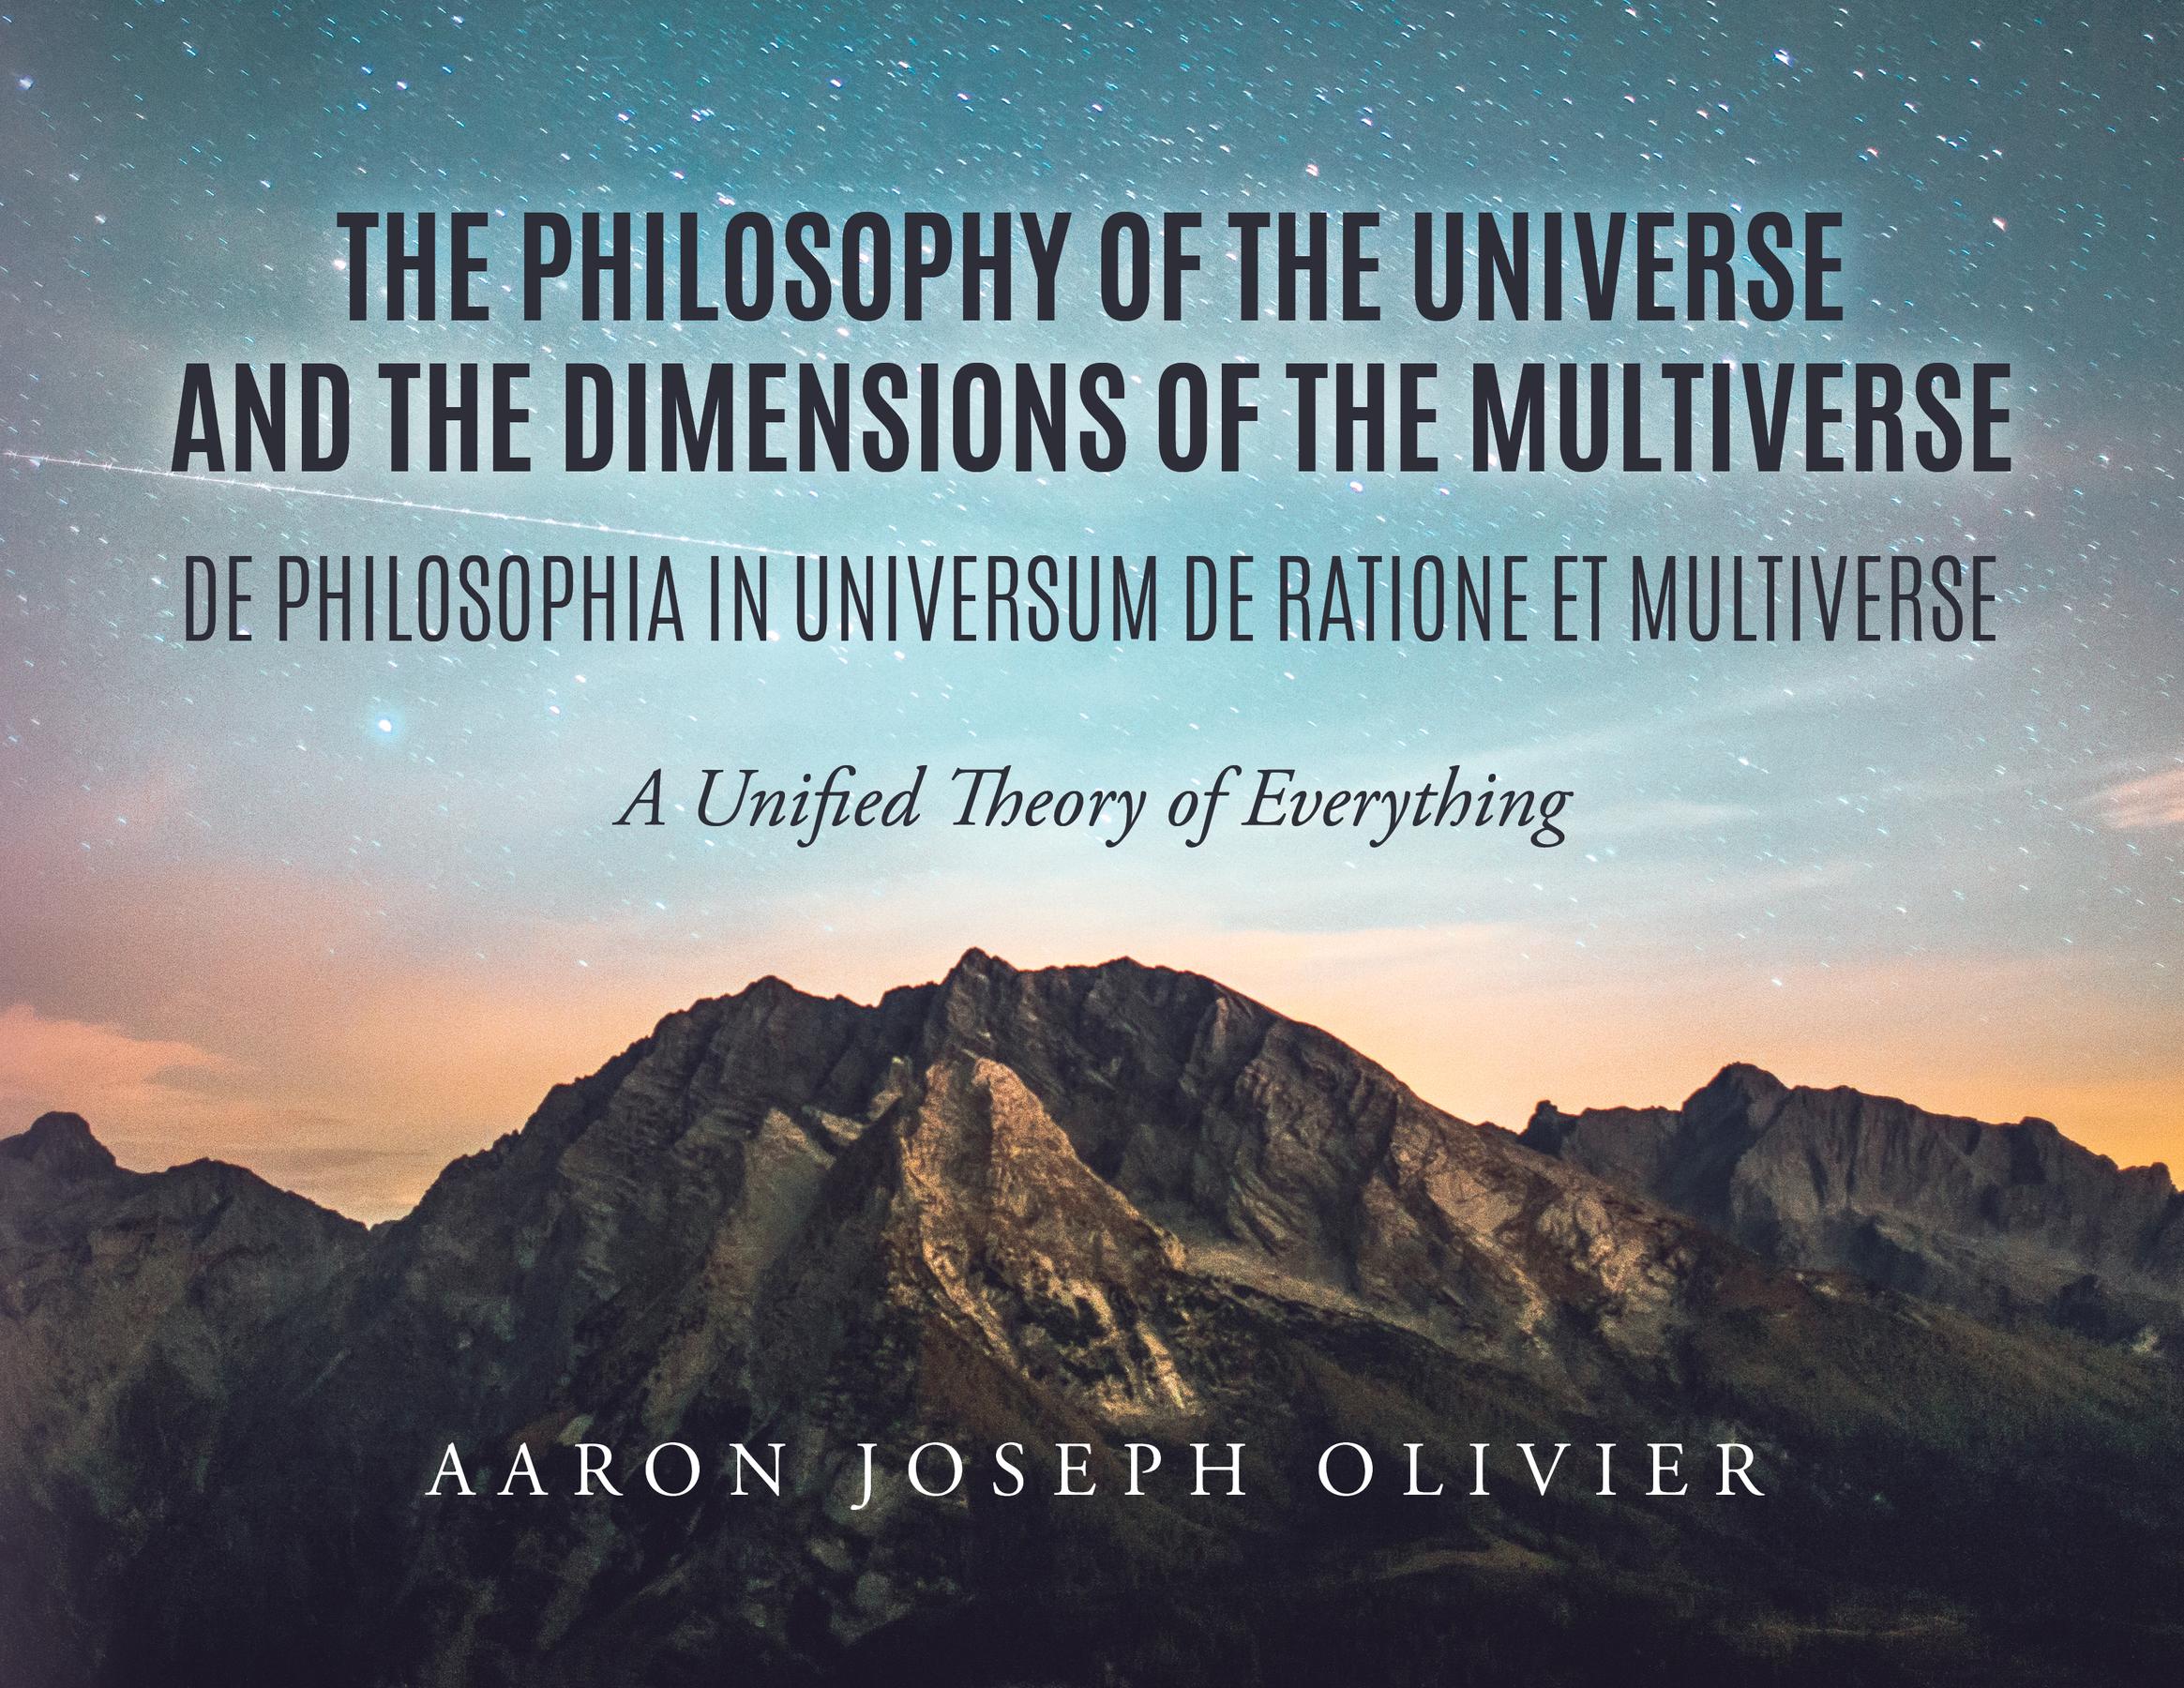 THE PHILOSOPHY OF THE UNIVERSE
AND THE DIMENSIONS OF THE MULTIVERSE
DE PHILOSOPHIA IN UNIVERSUM DE RATIONE ET MULTIVERSE
A Unified Theory of Everything
AARON JOSEPH OLIVIER